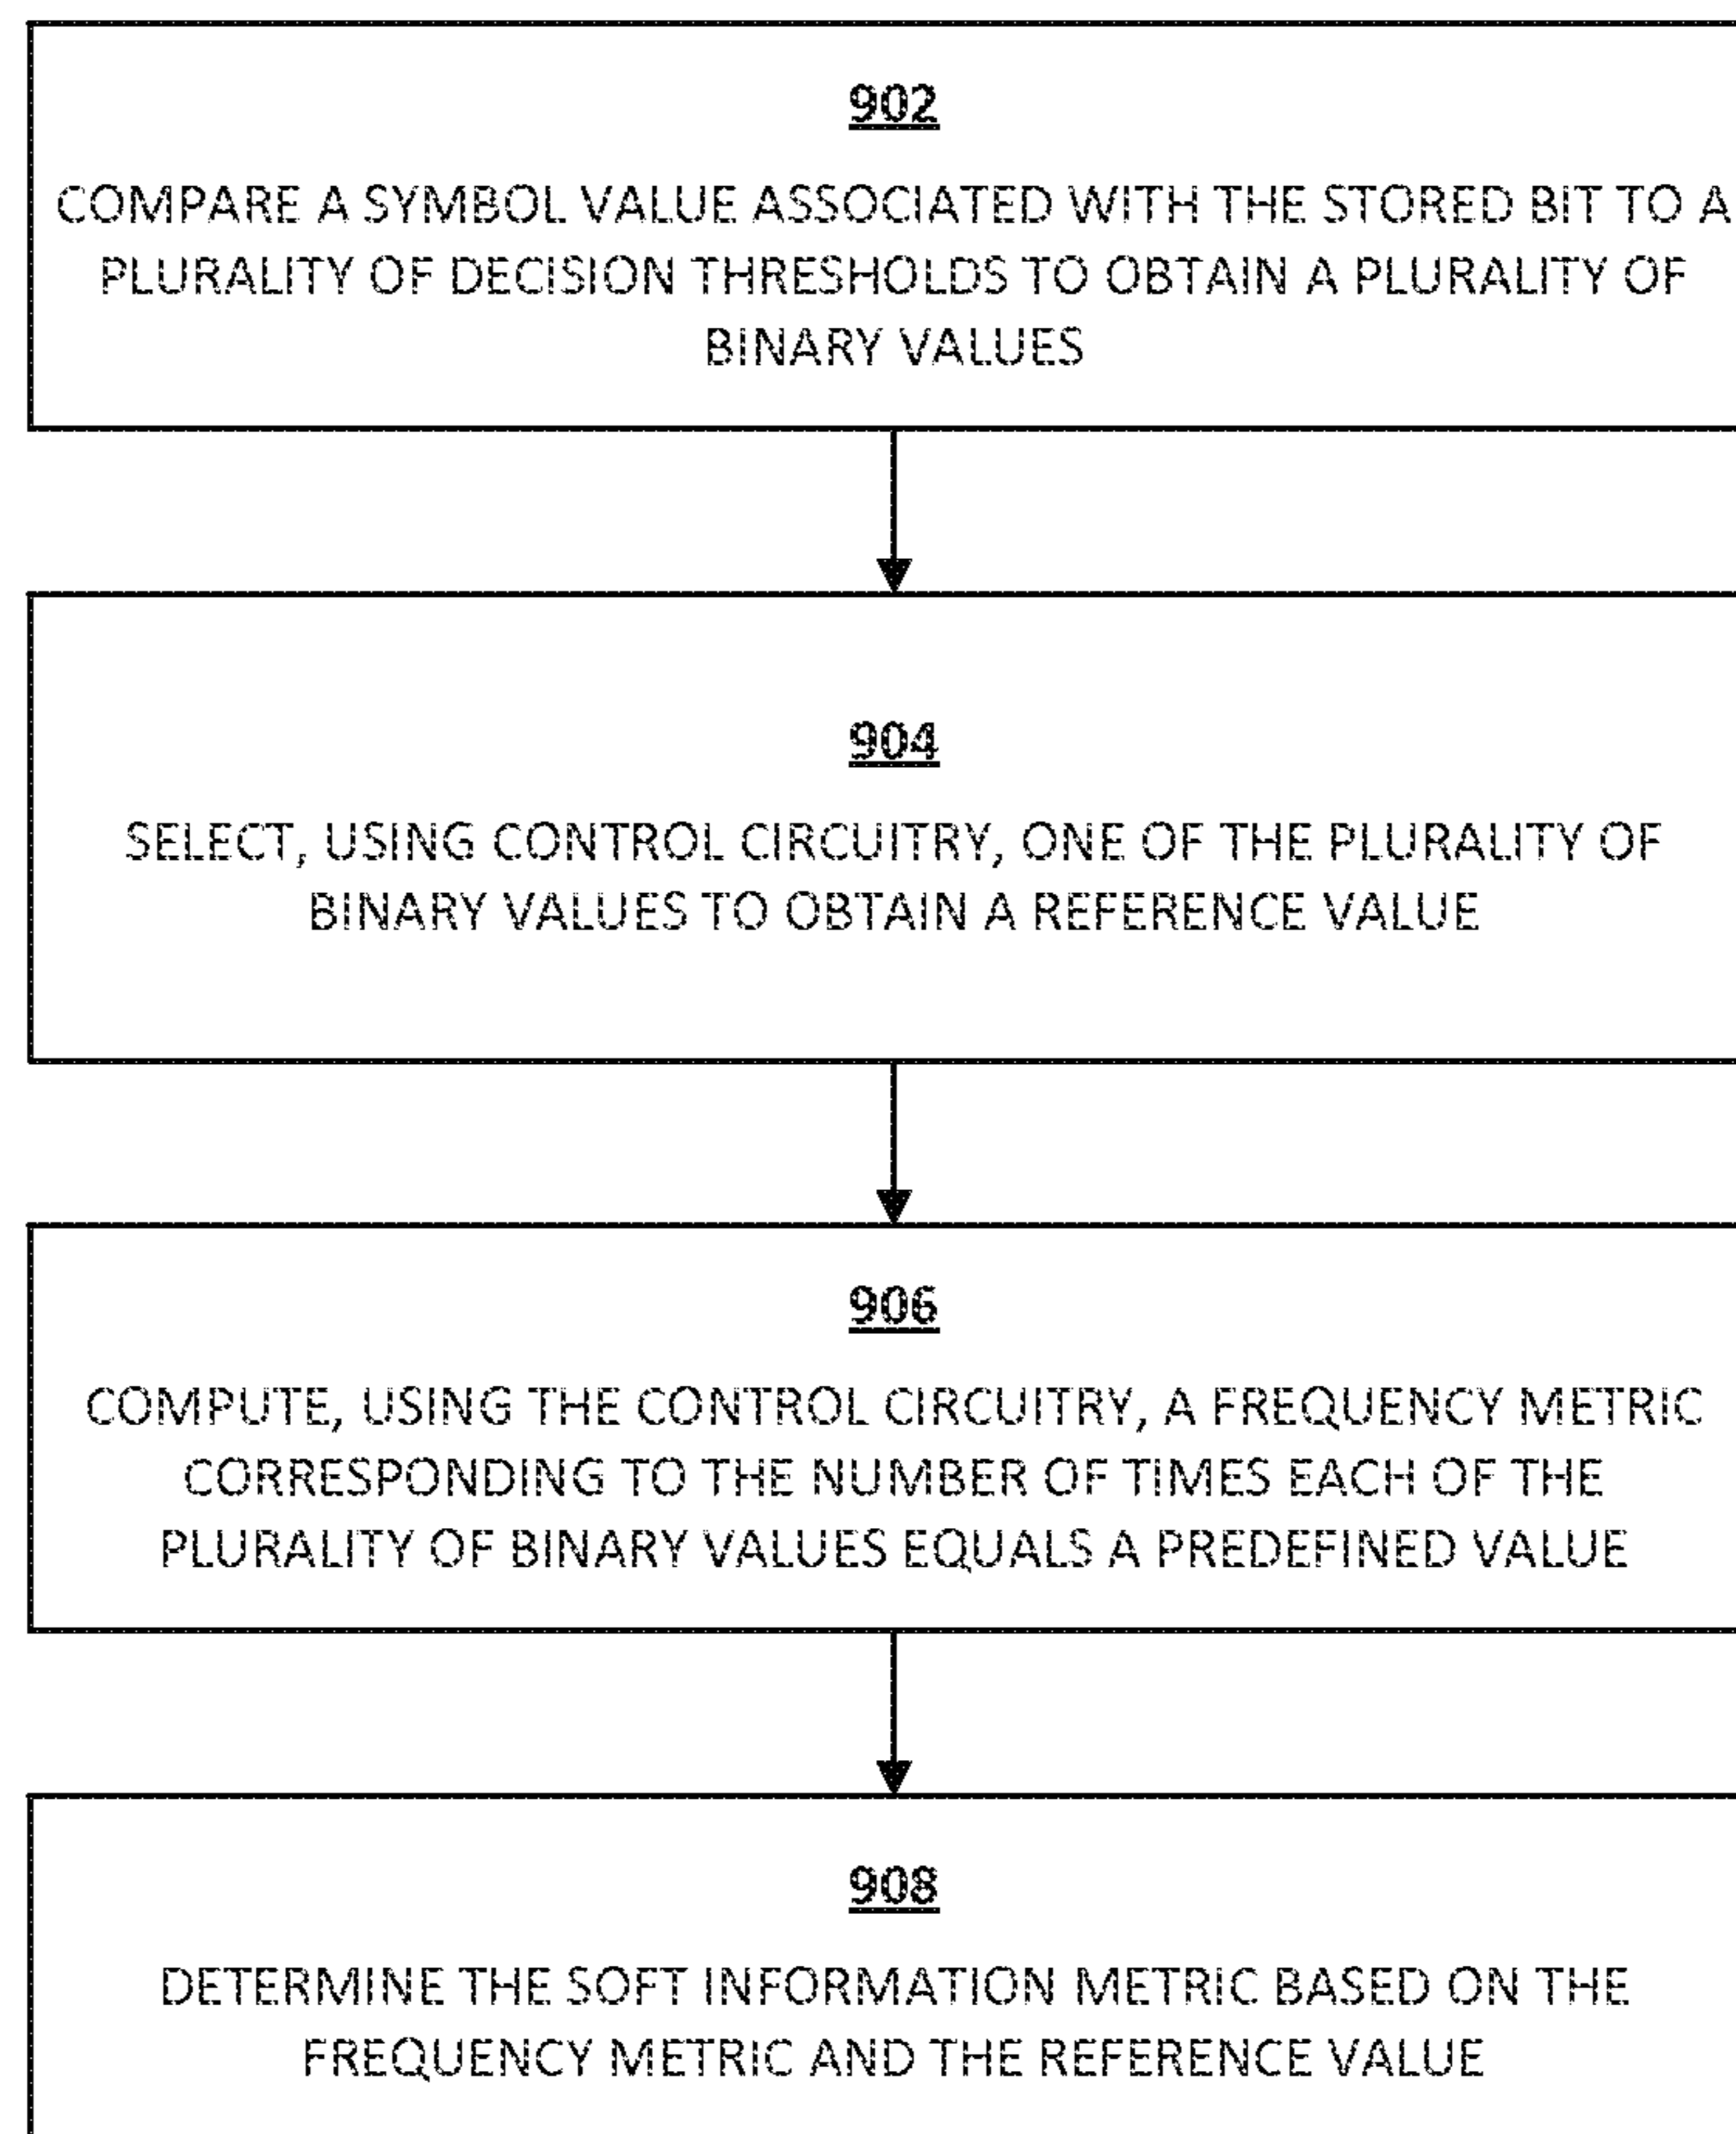 902
COMPARE A SYMBOL VALUE ASSOCIATED WITH THE STORED BIT TO A
PLURALITY OF DECISION THRESHOLDS TO OBTAIN A PLURALITY OF
BINARY VALUES
904
SELECT, USING CONTROL CIRCUITRY, ONE OF THE PLURALITY OF
BINARY VALUES TO OBTAIN A REFERENCE VALUE
906
COMPUTE, USING THE CONTROL CIRCUITRY, A FREQUENCY METRIC
CORRESPONDING TO THE NUMBER OF TIMES EACH OF THE
PLURALITY OF BINARY VALUES EQUALS A PREDEFINED VALUE
908
DETERMINE THE SOFT INFORMATION METRIC BASED ON THE
FREQUENCY METRIC AND THE REFERENCE VALUE